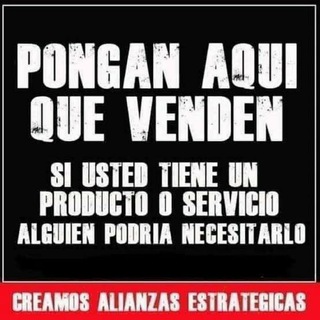 PONGAN AQUI
QUE VENDEN
SI USTED TIENE UN
PRODUCTO O SERVICIO
ALGUIEN PODRIA NECESITARLO
CREAMOS ALIANZAS ESTRATEGICAS